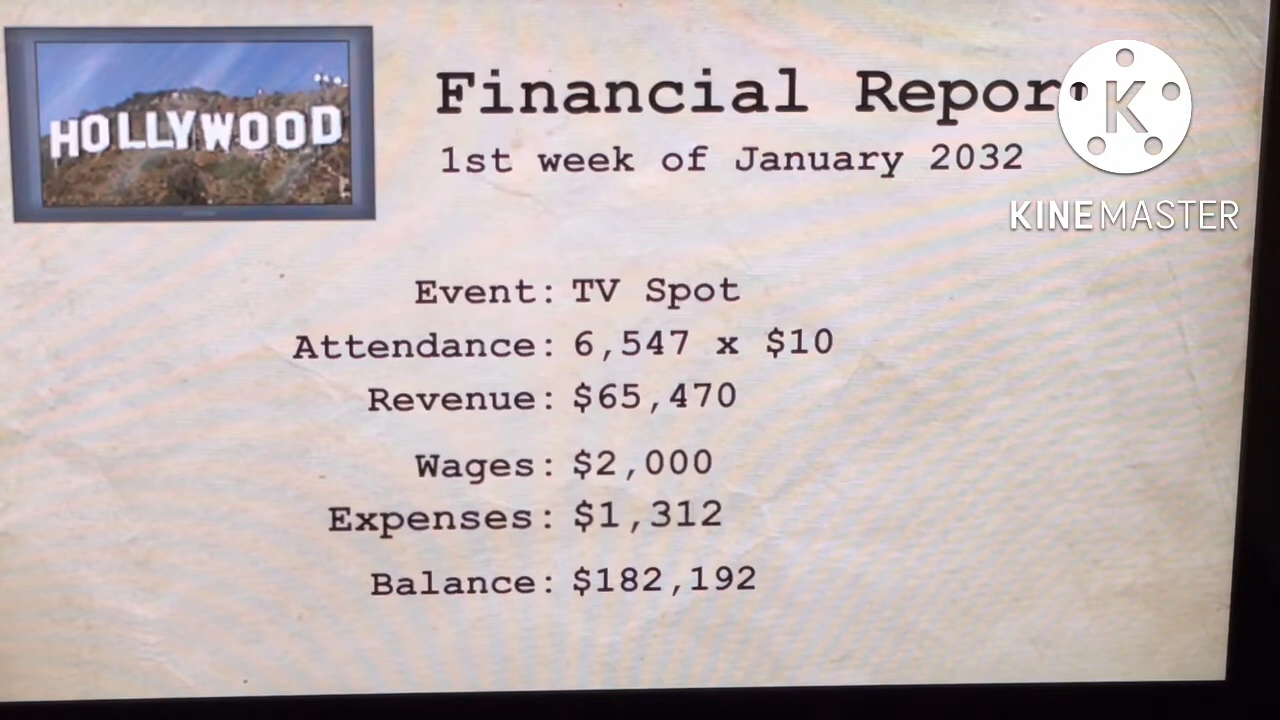 HOLLYWOOD
Financial Report
1st week of January 2032
K
KINEMASTER
Event: TV Spot
Attendance: 6,547 x $10
Revenue: $65,470
Wages: $2,000
Expenses: $1,312
Balance: $182,192